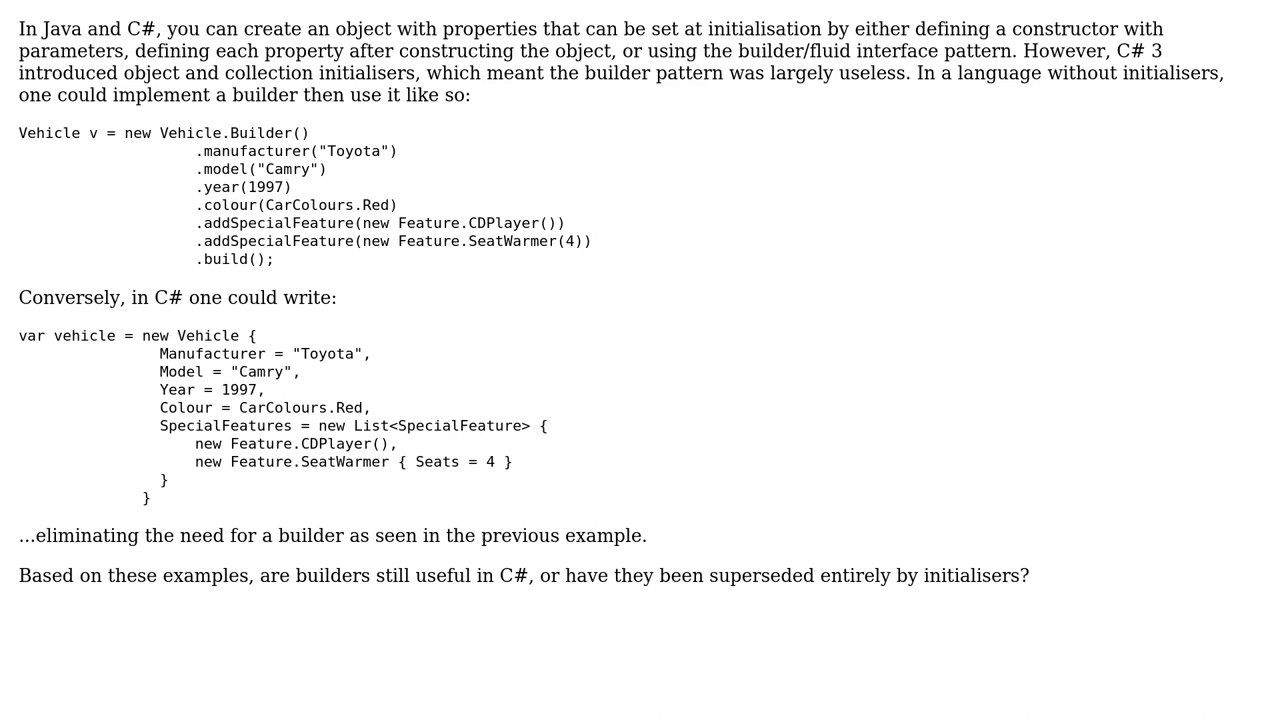 In Java and C#, you can create an object with properties that can be set at initialisation by either defining a constructor with
parameters, defining each property after constructing the object, or using the builder/fluid interface pattern. However, C# 3
introduced object and collection initialisers, which meant the builder pattern was largely useless. In a language without initialisers,
one could implement a builder then use it like so:
Vehicle v = new Vehicle.Builder()
                    .manufacturer("Toyota")
                    .model("Camry")
                    .year(1997)
                    .colour(CarColours.Red)
                    .addSpecialFeature(new Feature.CDPlayer())
                    .addSpecialFeature(new Feature.SeatWarmer(4))
                    .build();
Conversely, in C# one could write:
var vehicle = new Vehicle {
                Manufacturer = "Toyota",
                Model = "Camry",
                Year = 1997,
                Colour = CarColours.Red,
                SpecialFeatures = new List<SpecialFeature> {
                    new Feature.CDPlayer(),
                    new Feature.SeatWarmer { Seats = 4 }
                }
              }
...eliminating the need for a builder as seen in the previous example.
Based on these examples, are builders still useful in C#, or have they been superseded entirely by initialisers?